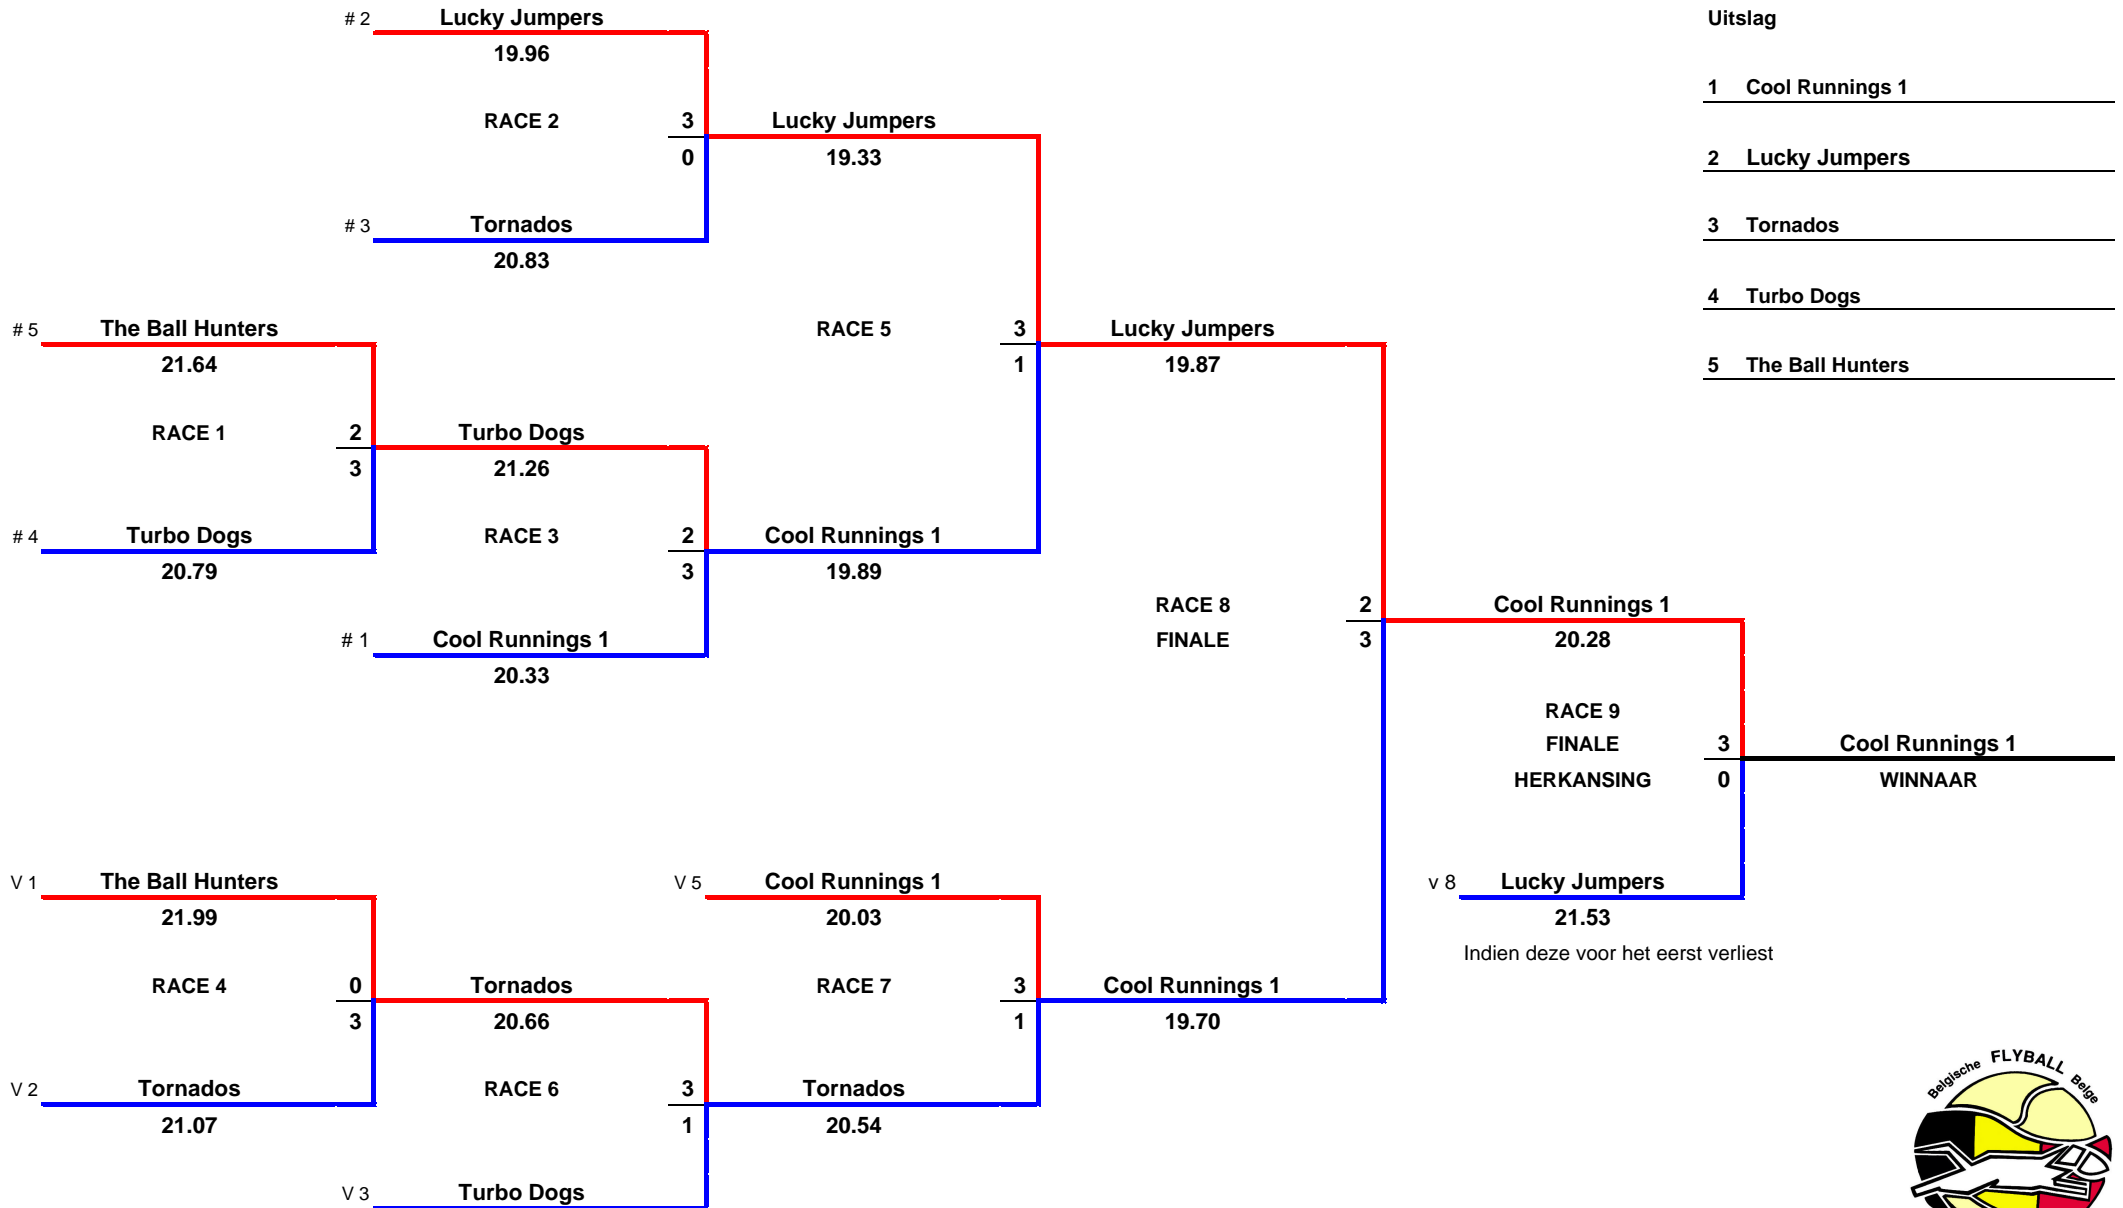 # 2 Lucky Jumpers
19.96
RACE 2 3
0
# 3 Tornados
20.83
Lucky Jumpers
19.33
# 5 The Ball Hunters
21.64
RACE 1 2
3
# 4 Turbo Dogs
20.79
Turbo Dogs
21.26
RACE 3 2
3
# 1 Cool Runnings 1
20.33
Cool Runnings 1
19.89
RACE 5 3
1
Lucky Jumpers
19.87
RACE 8 2
FINALE 3
Cool Runnings 1
20.28
RACE 9
FINALE 3
HERKANSING 0
Cool Runnings 1
WINNAAR
v 8 Lucky Jumpers
21.53
Indien deze voor het eerst verliest
V 1 The Ball Hunters
21.99
RACE 4 0
3
V 2 Tornados
21.07
Tornados
20.66
RACE 6 3
1
V 3 Turbo Dogs
V 5 Cool Runnings 1
20.03
RACE 7 3
1
Tornados
20.54
Cool Runnings 1
19.70
Uitslag
1 Cool Runnings 1
2 Lucky Jumpers
3 Tornados
4 Turbo Dogs
5 The Ball Hunters
Belgische FLYBALL Belge